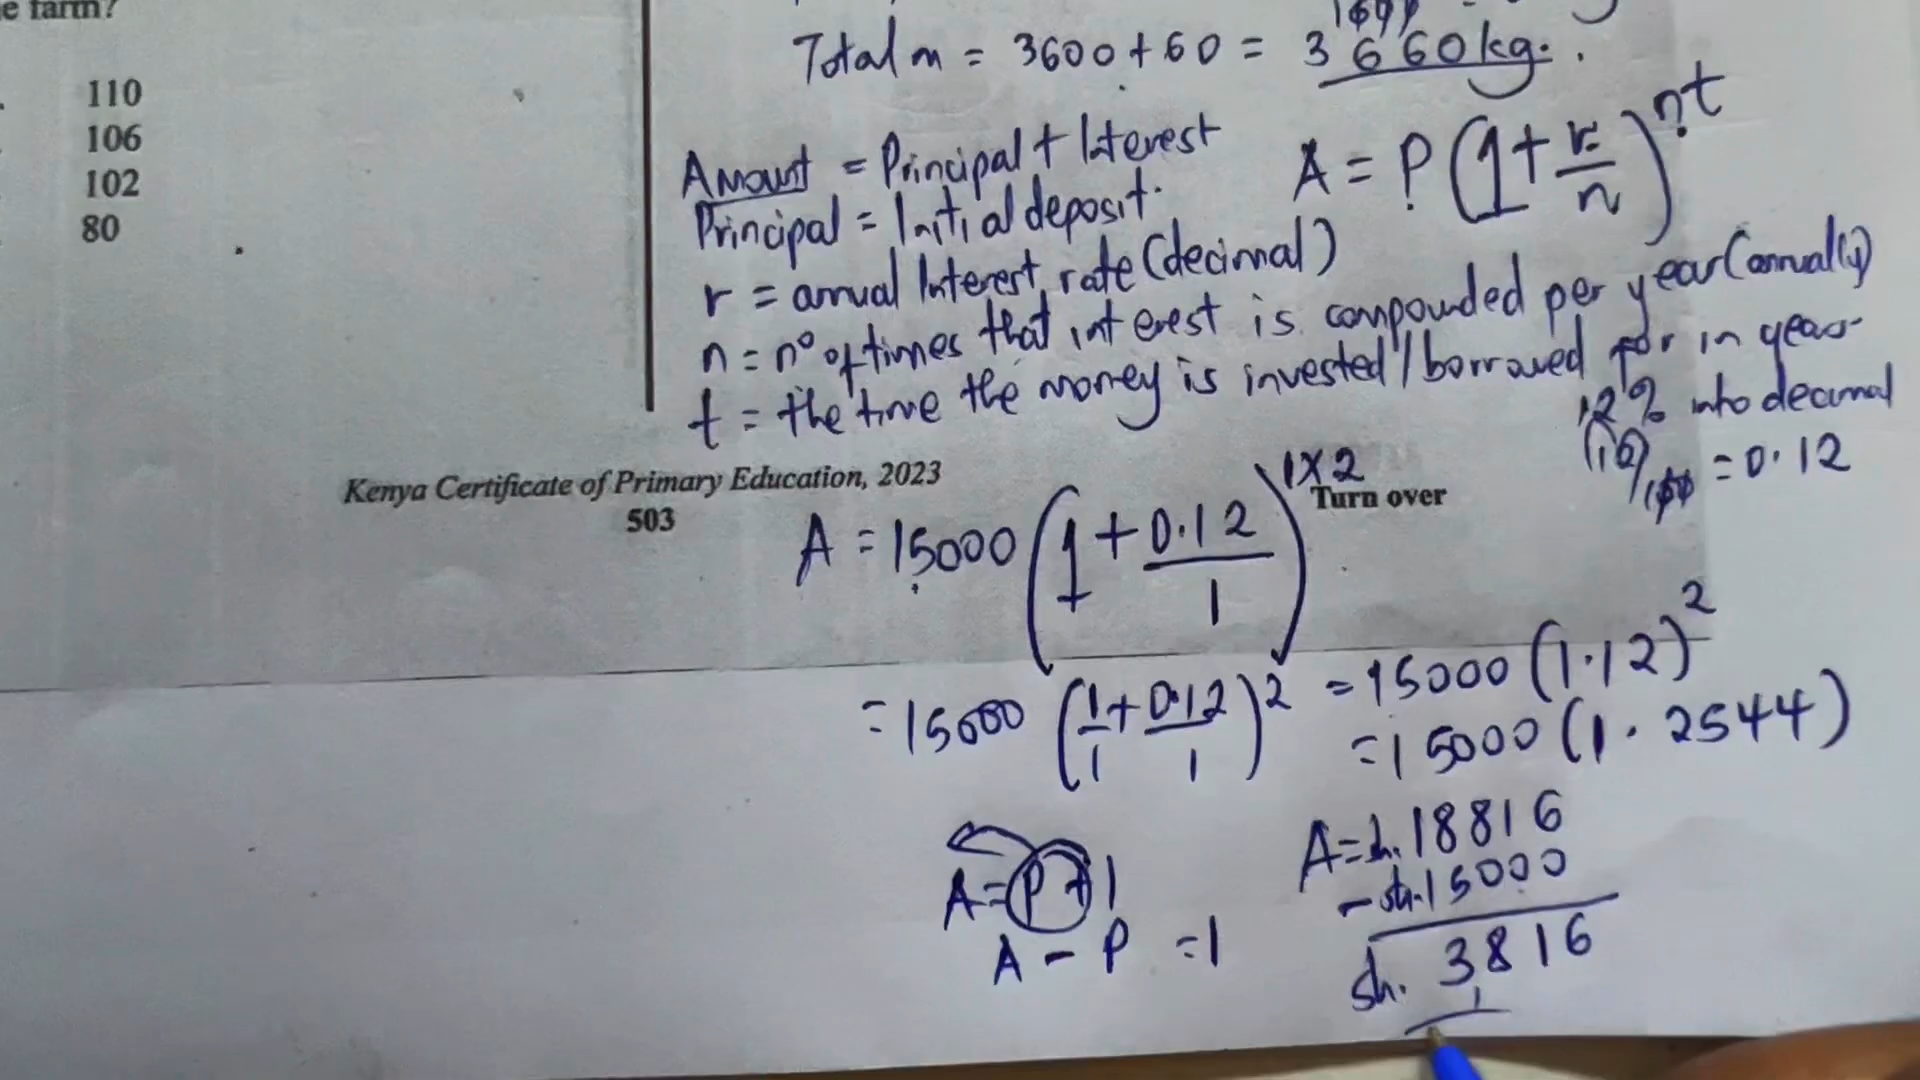 e farm?
110
106
102
80
Total m = 3600 + 60 = 3660kg.
Amount = Principal + Interest
A = P (1 + r/n)^nt
Principal = Initial deposit.
r = annual Interest rate (decimal)
n = nº of times that interest is compounded per year (annually)
t = the time the money is invested / borrowed for in years
12% into decimal
= 0.12
Kenya Certificate of Primary Education, 2023
503
Turn over
A = 15000 (1 + 0.12/1)^1×2
= 15000 (1/1 + 0.12/1)^2
= 15000 (1.12)^2
= 15000 (1.2544)
A = sh. 18816
- sh. 15000
sh. 3816
A = P + I
A - P = I